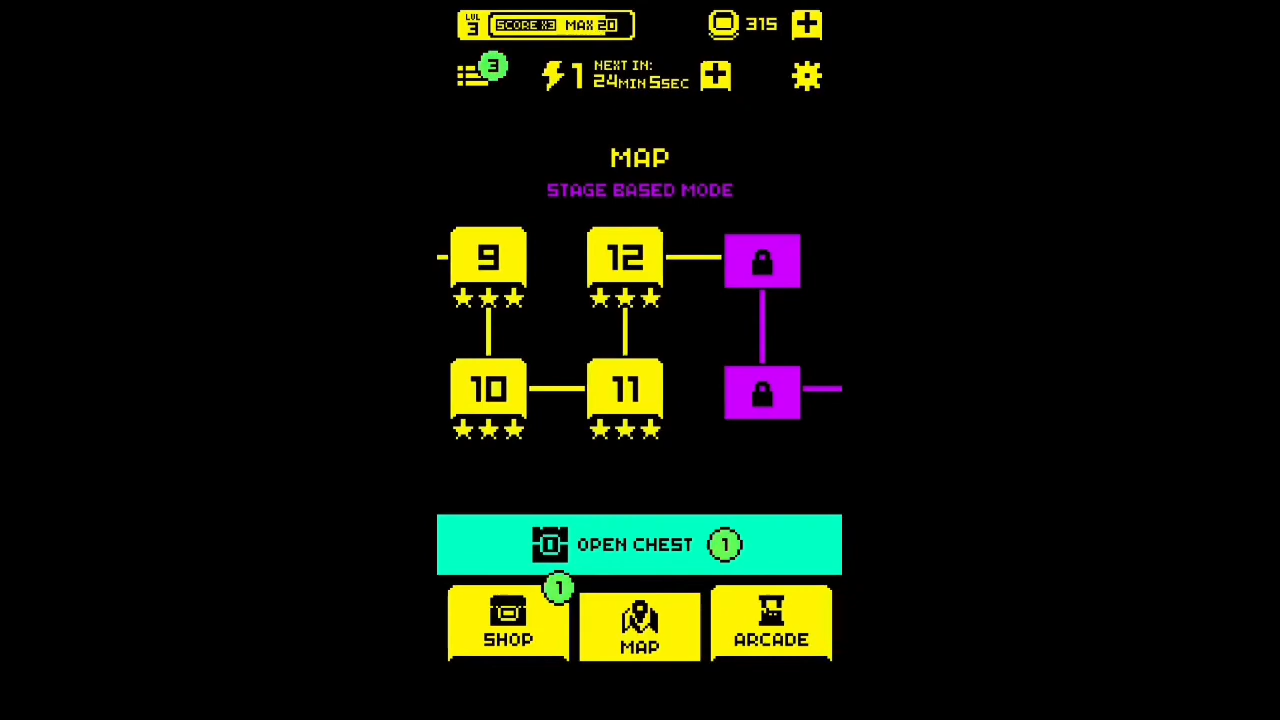 LVL 3 SCORE X3 MAX 20 315
3 1 NEXT IN:
24MIN 5SEC
MAP
STAGE BASED MODE
9 12
10 11
OPEN CHEST 1
1
SHOP MAP ARCADE